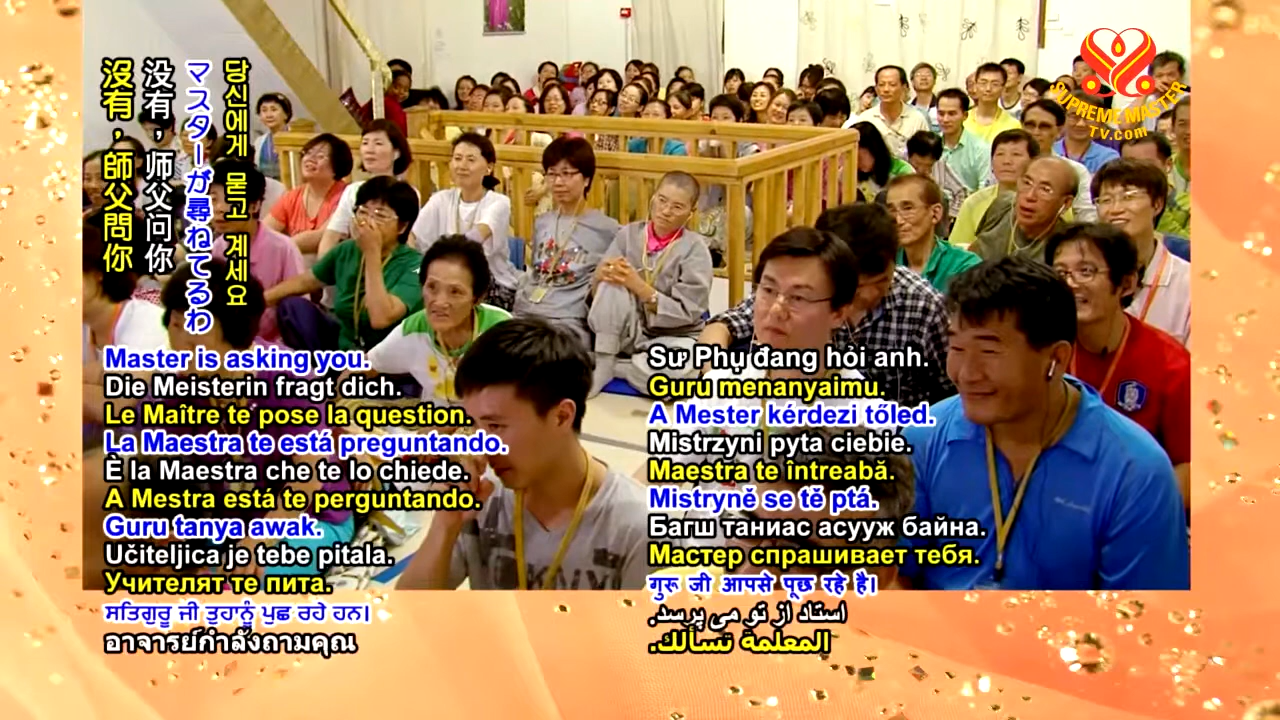 당신에게 묻고 계세요
マスターが尋ねてるわ
没有，师父问你
沒有，師父問你
Master is asking you.
Die Meisterin fragt dich.
Le Maître te pose la question.
La Maestra te está preguntando.
È la Maestra che te lo chiede.
A Mestra está te perguntando.
Guru tanya awak.
Učiteljica je tebe pitala.
Учителят те пита.
ਸਤਿਗੁਰੂ ਜੀ ਤੁਹਾਨੂੰ ਪੁਛ ਰਹੇ ਹਨ।
อาจารย์กำลังถามคุณ
Sư Phụ đang hỏi anh.
Guru menanyaimu.
A Mester kérdezi tőled.
Mistrzyni pyta ciebie.
Maestra te întreabă.
Mistryně se tě ptá.
Багш таниас асууж байна.
Мастер спрашивает тебя.
गुरू जी आपसे पूछ रहे है।
استاد از تو می پرسد.
المعلمة تسألك.
SUPREME MASTER
TV.com